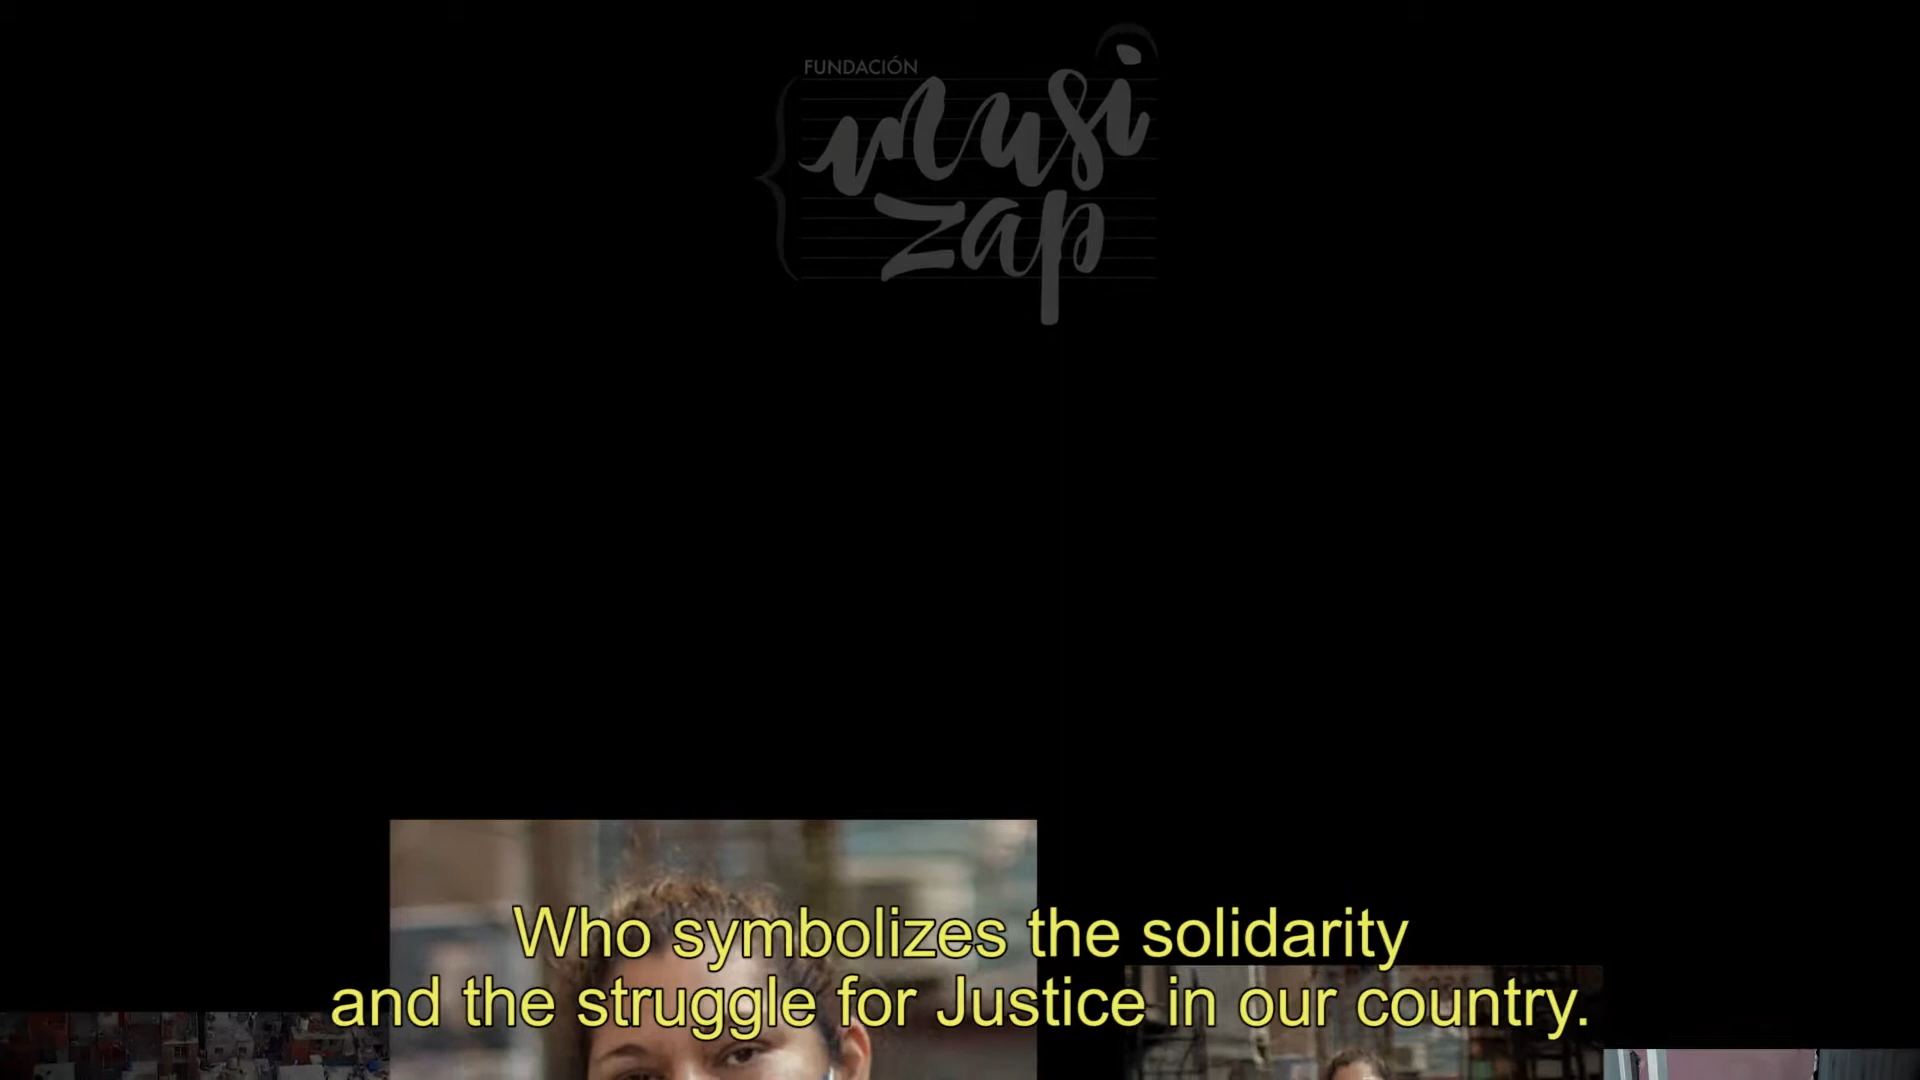 FUNDACIÓN
musi
zap
Who symbolizes the solidarity
and the struggle for Justice in our country.